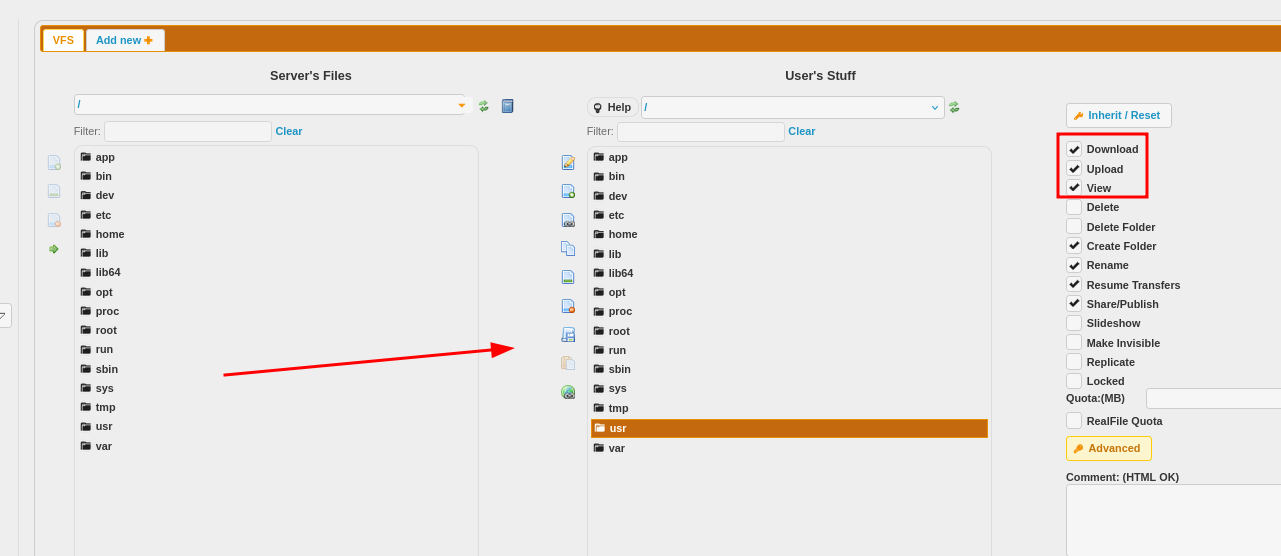 VFS
Add new
Server's Files
User's Stuff
/
Help
/
Filter:
Clear
Filter:
Clear
app
bin
dev
etc
home
lib
lib64
opt
proc
root
run
sbin
sys
tmp
usr
var
app
bin
dev
etc
home
lib
lib64
opt
proc
root
run
sbin
sys
tmp
usr
var
Inherit / Reset
Download
Upload
View
Delete
Delete Folder
Create Folder
Rename
Resume Transfers
Share/Publish
Slideshow
Make Invisible
Replicate
Locked
Quota:(MB)
RealFile Quota
Advanced
Comment: (HTML OK)